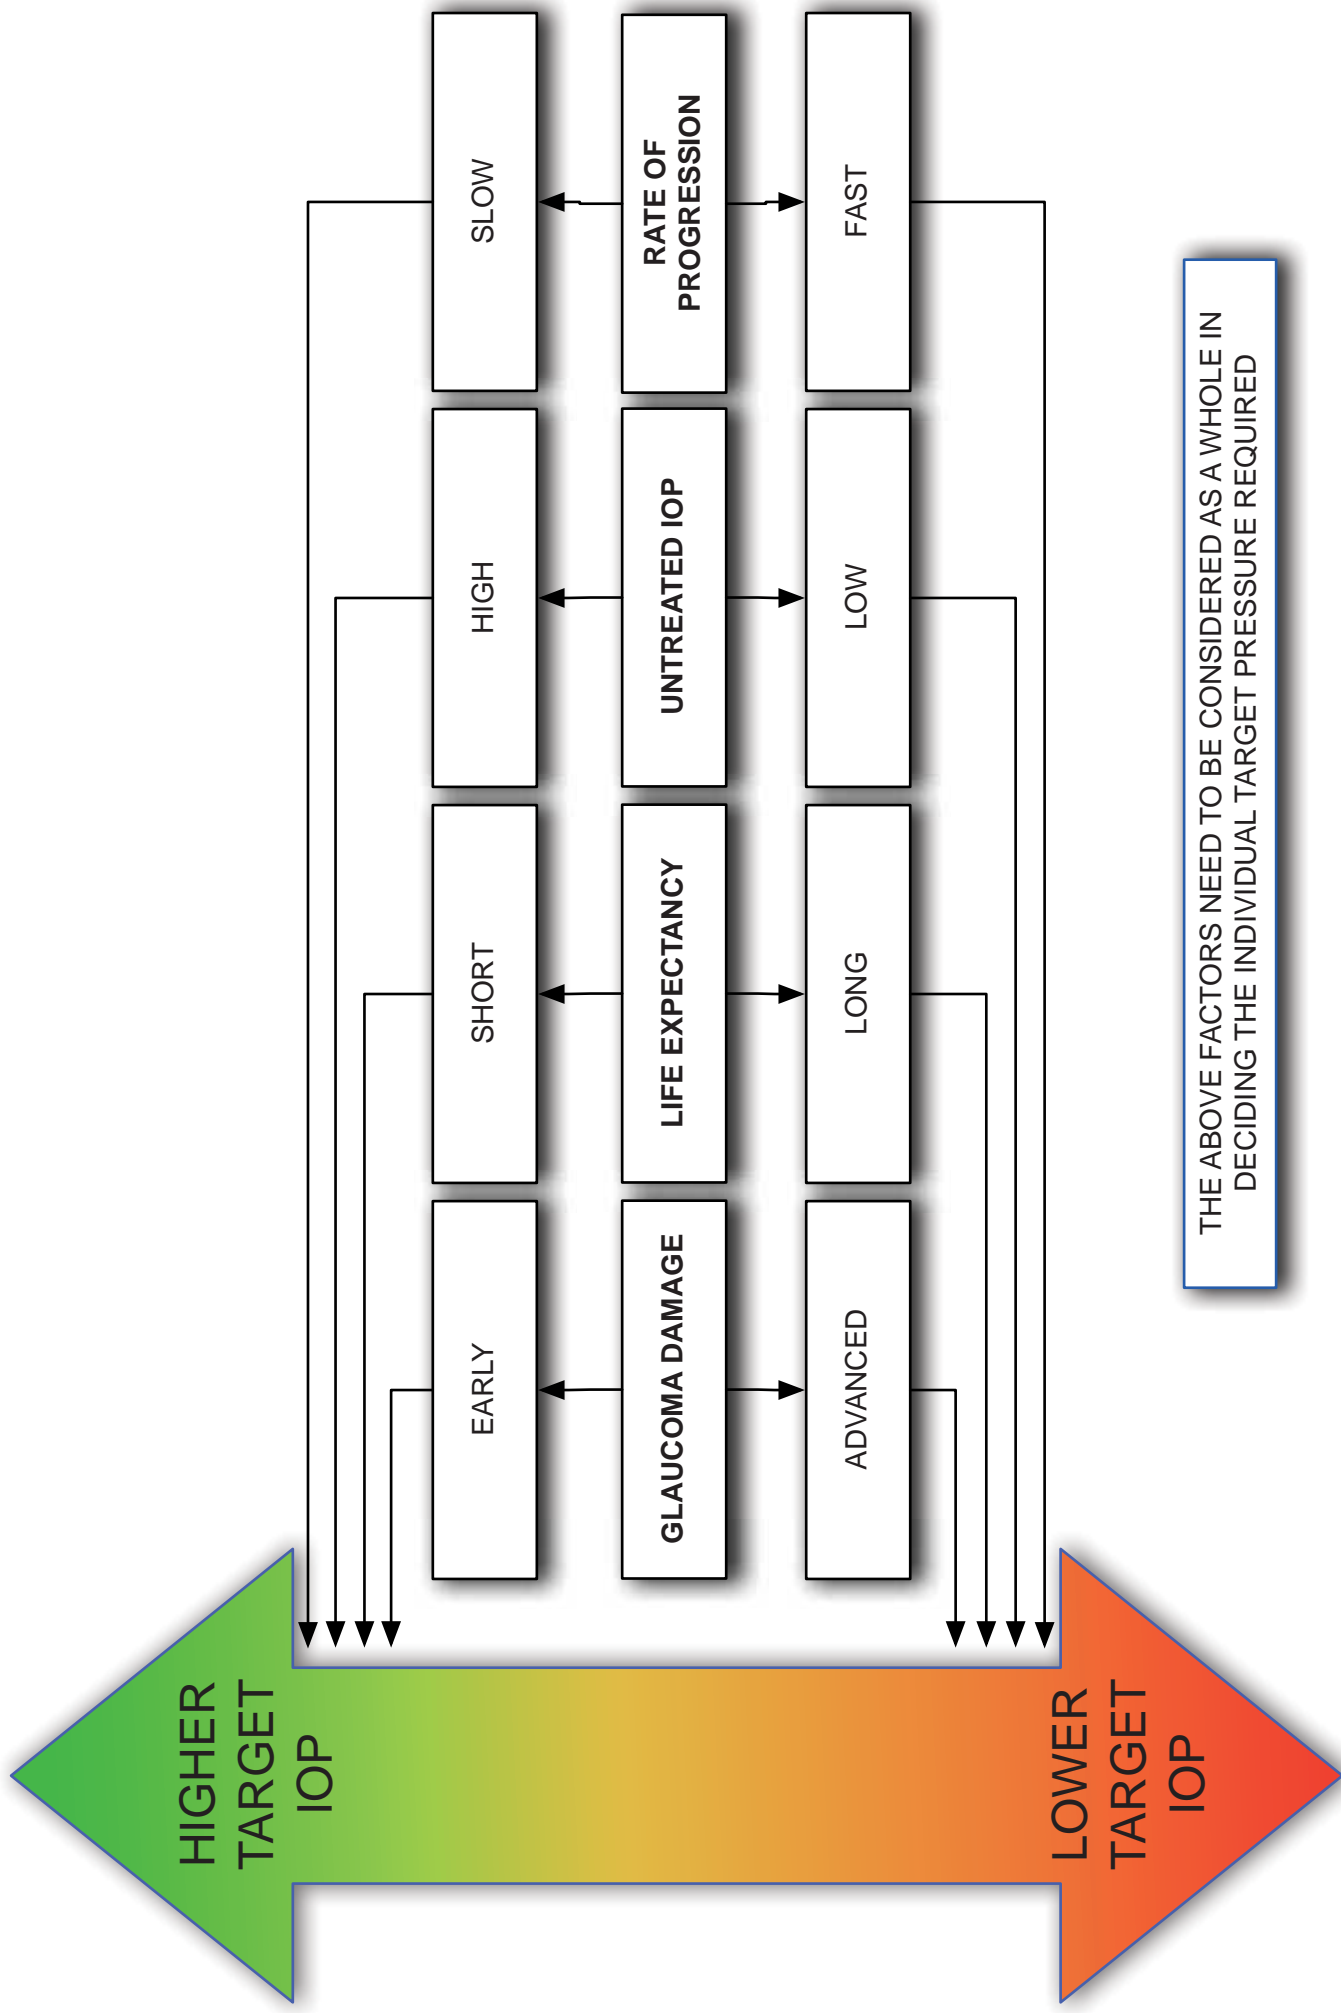 HIGHER
TARGET
IOP
EARLY
SHORT
HIGH
SLOW
GLAUCOMA DAMAGE
LIFE EXPECTANCY
UNTREATED IOP
RATE OF
PROGRESSION
ADVANCED
LONG
LOW
FAST
LOWER
TARGET
IOP
THE ABOVE FACTORS NEED TO BE CONSIDERED AS A WHOLE IN
DECIDING THE INDIVIDUAL TARGET PRESSURE REQUIRED